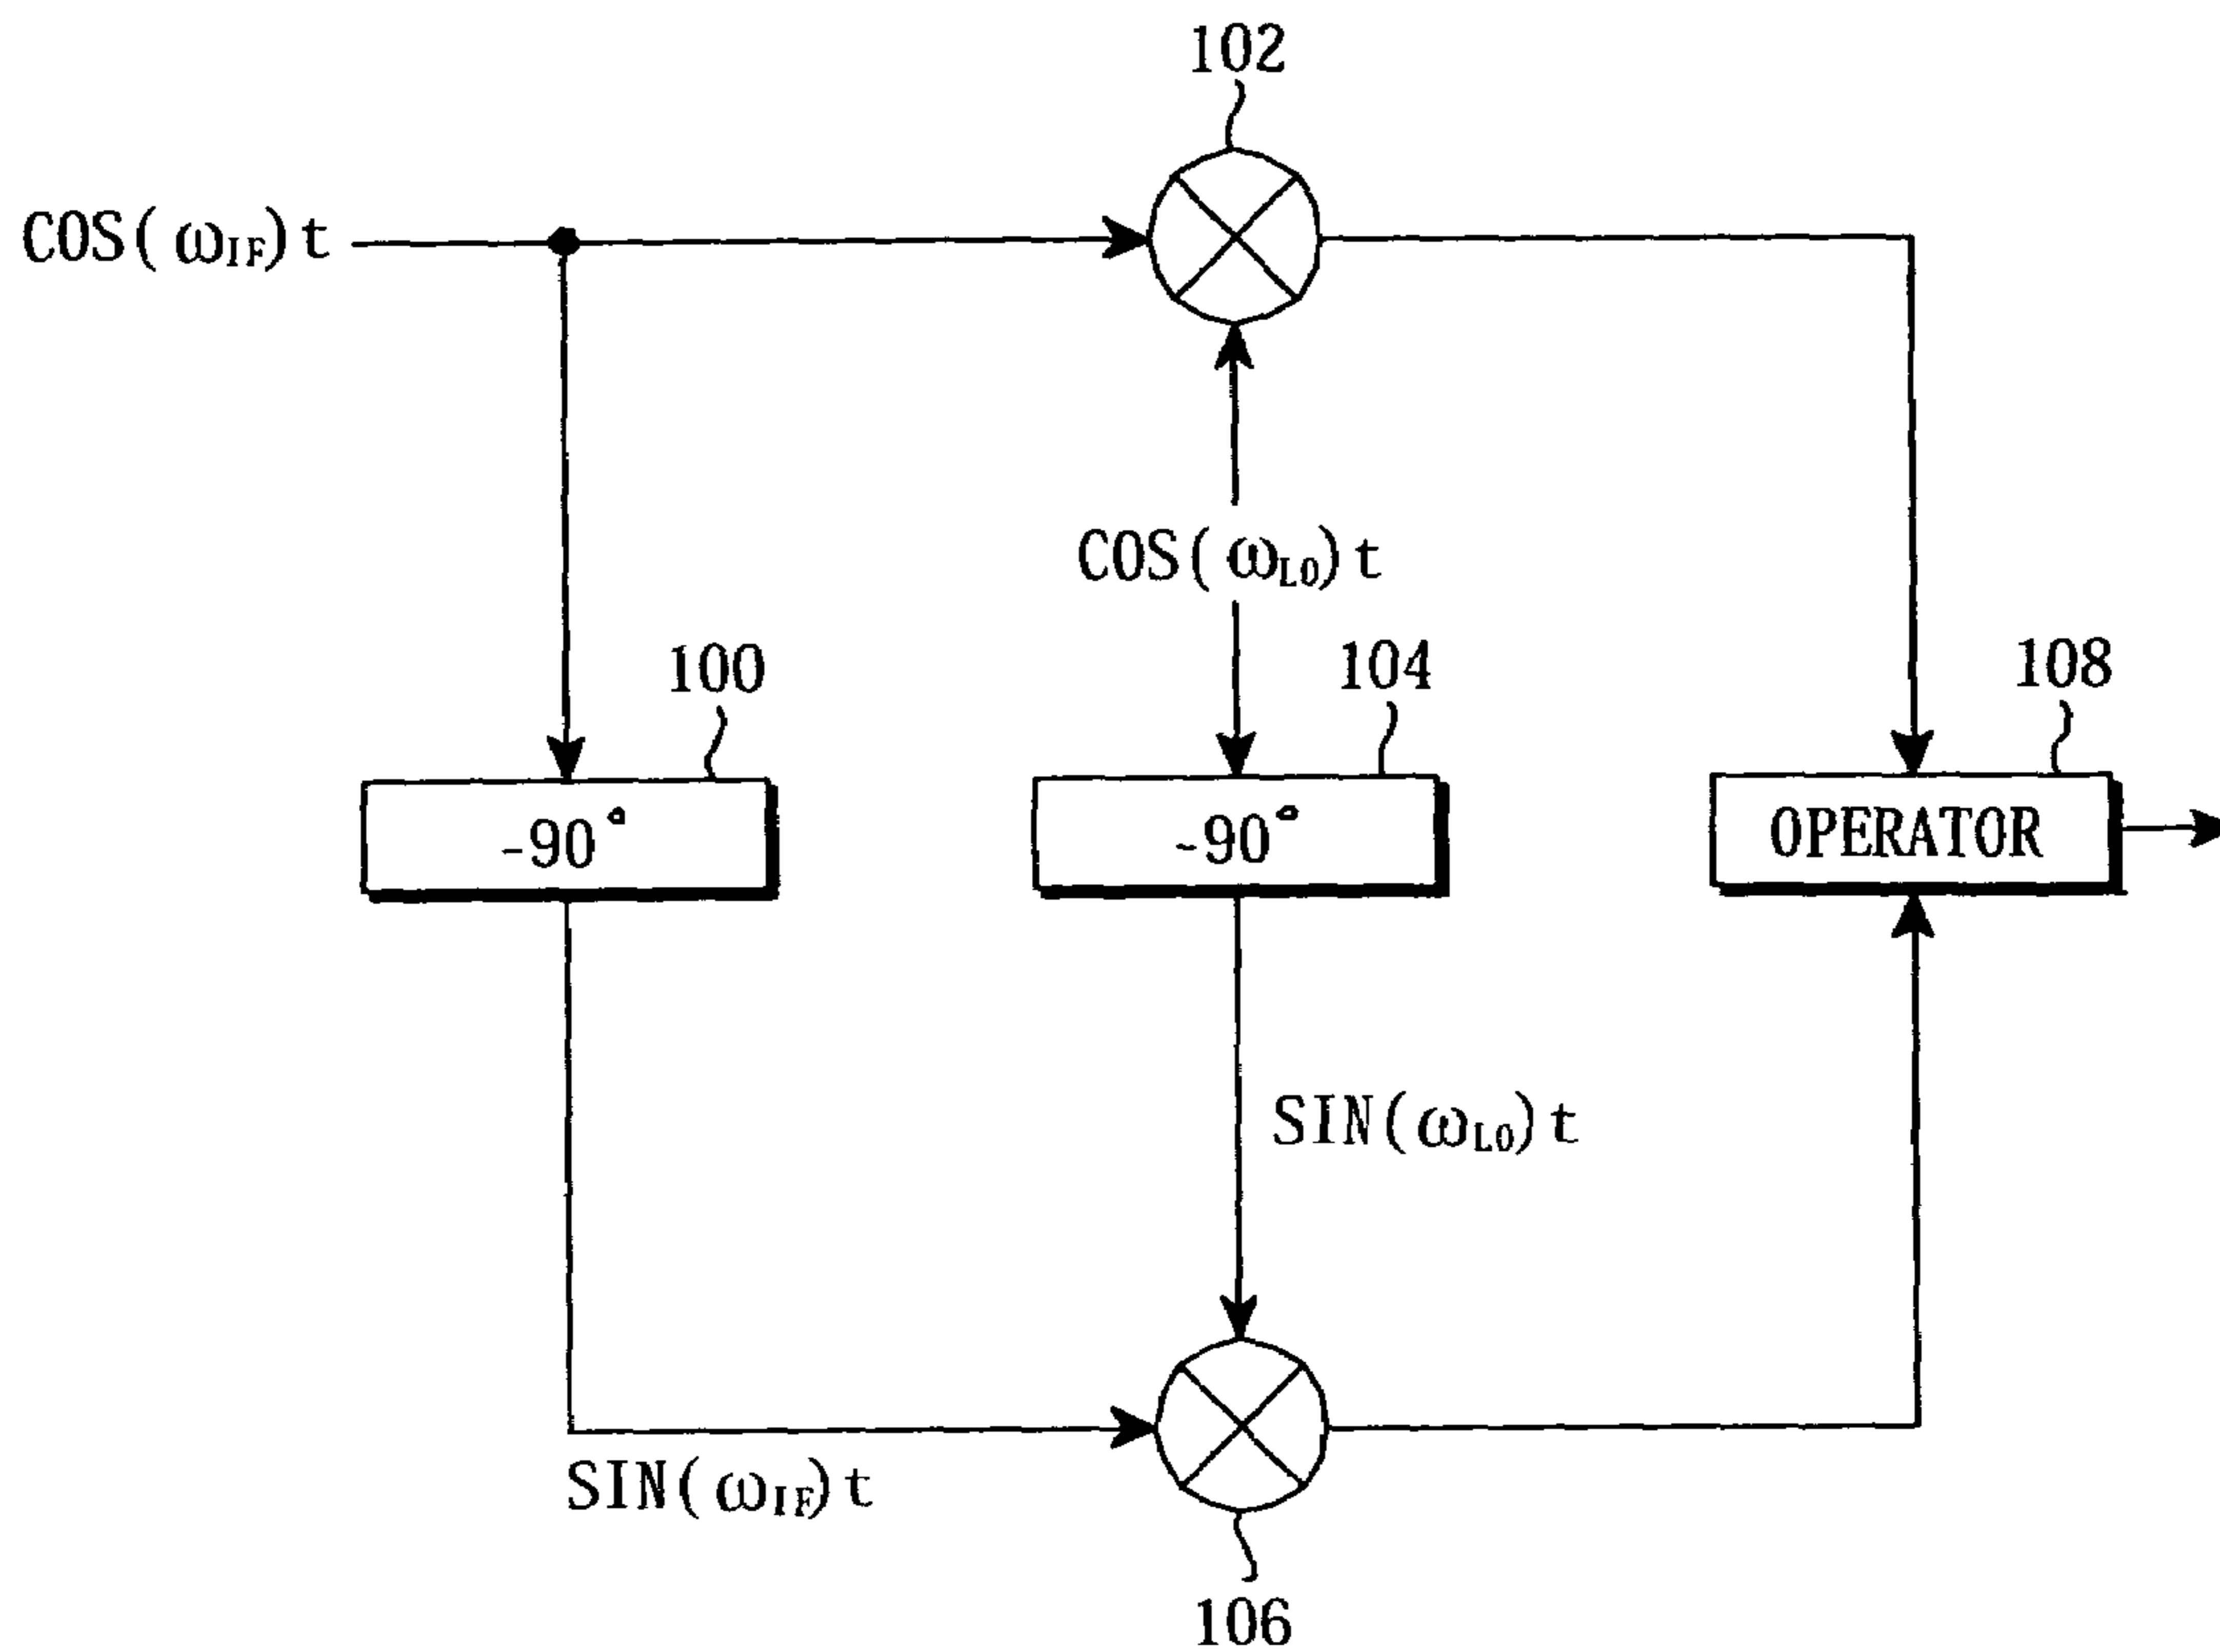 102
COS(ωIF)t
COS(ωLO)t
100
104
108
-90°
-90°
OPERATOR
SIN(ωLO)t
SIN(ωIF)t
106